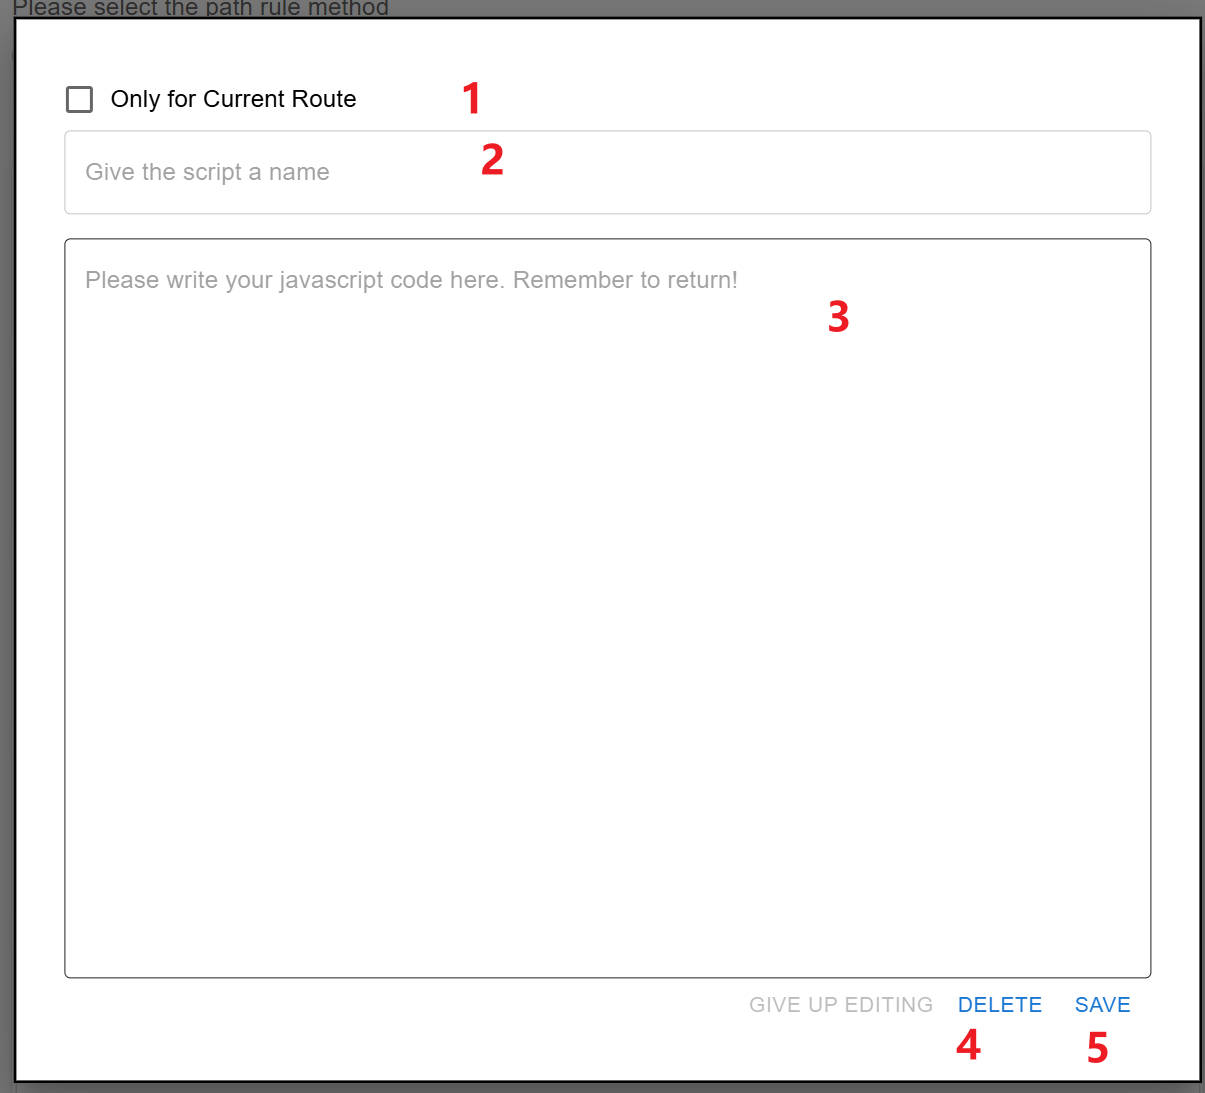 Please select the path rule method
Only for Current Route 1
2
Give the script a name
Please write your javascript code here. Remember to return!
3
GIVE UP EDITING DELETE SAVE
4 5